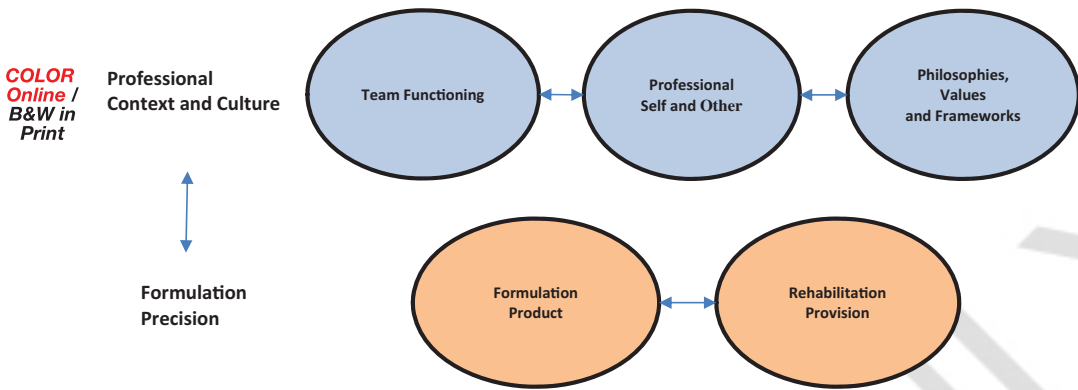 COLOR
Online /
B&W in
Print
Professional
Context and Culture
Team Functioning
Professional
Self and Other
Philosophies,
Values
and Frameworks
Formulation
Precision
Formulation
Product
Rehabilitation
Provision